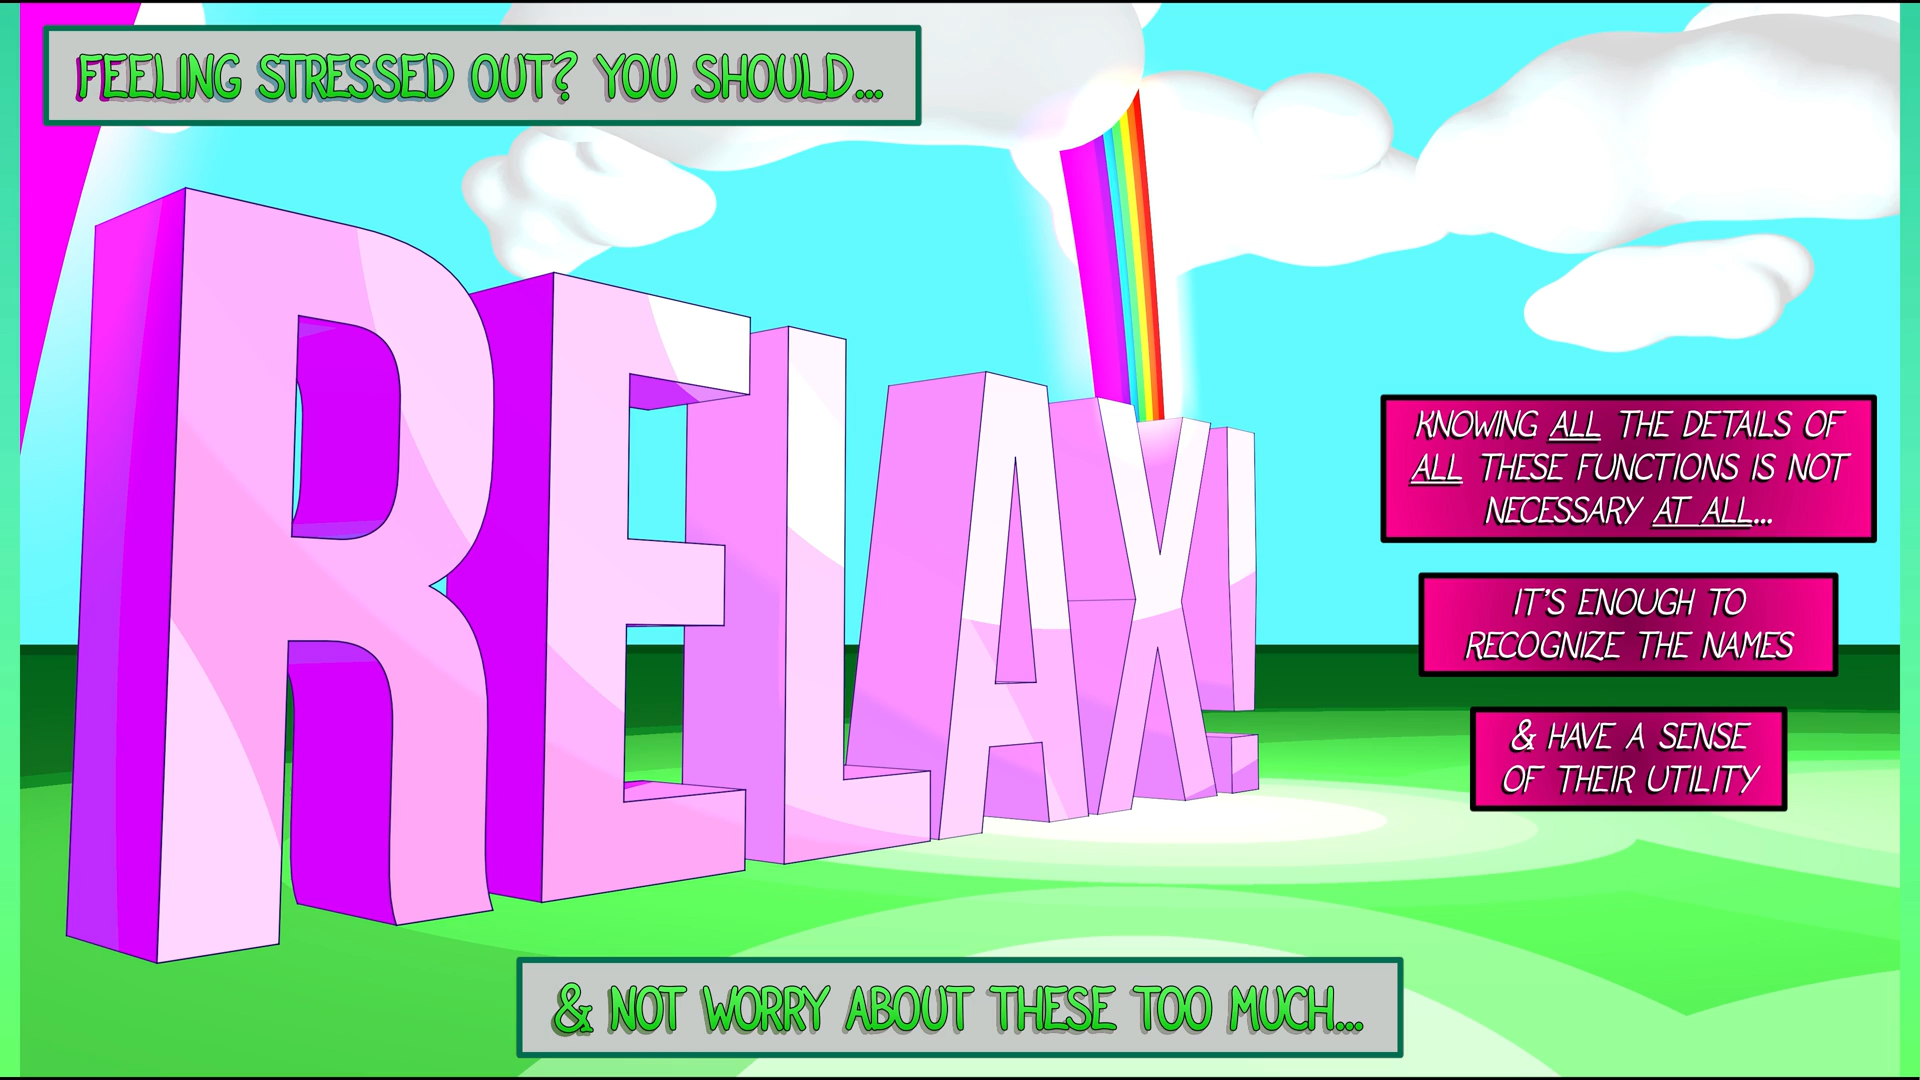 FEELING STRESSED OUT? YOU SHOULD...
RELAX!
KNOWING ALL THE DETAILS OF
ALL THESE FUNCTIONS IS NOT
NECESSARY AT ALL...
IT'S ENOUGH TO
RECOGNIZE THE NAMES
& HAVE A SENSE
OF THEIR UTILITY
& NOT WORRY ABOUT THESE TOO MUCH...